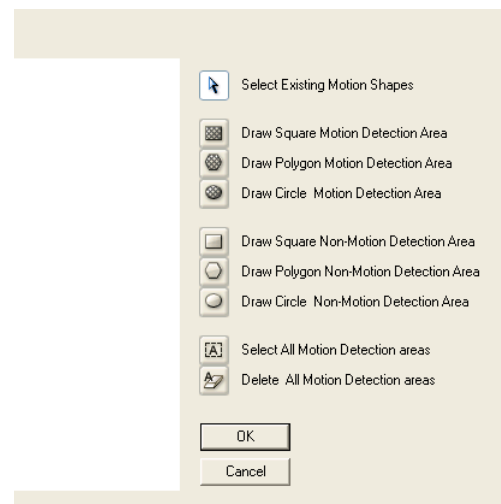 Select Existing Motion Shapes
Draw Square Motion Detection Area
Draw Polygon Motion Detection Area
Draw Circle Motion Detection Area
Draw Square Non-Motion Detection Area
Draw Polygon Non-Motion Detection Area
Draw Circle Non-Motion Detection Area
[A] Select All Motion Detection areas
A Delete All Motion Detection areas
OK
Cancel